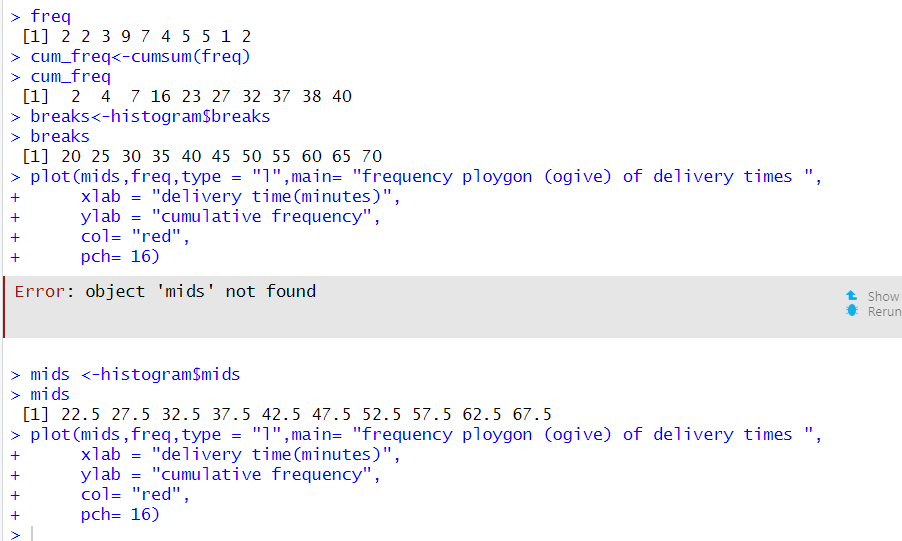 > freq
[1] 2 2 3 9 7 4 5 5 1 2
> cum_freq<-cumsum(freq)
> cum_freq
[1]  2  4  7 16 23 27 32 37 38 40
> breaks<-histogram$breaks
> breaks
[1] 20 25 30 35 40 45 50 55 60 65 70
> plot(mids,freq,type = "l",main= "frequency ploygon (ogive) of delivery times ",
+      xlab = "delivery time(minutes)",
+      ylab = "cumulative frequency",
+      col= "red",
+      pch= 16)
Error: object 'mids' not found
Show
Rerun
> mids <-histogram$mids
> mids
[1] 22.5 27.5 32.5 37.5 42.5 47.5 52.5 57.5 62.5 67.5
> plot(mids,freq,type = "l",main= "frequency ploygon (ogive) of delivery times ",
+      xlab = "delivery time(minutes)",
+      ylab = "cumulative frequency",
+      col= "red",
+      pch= 16)
>